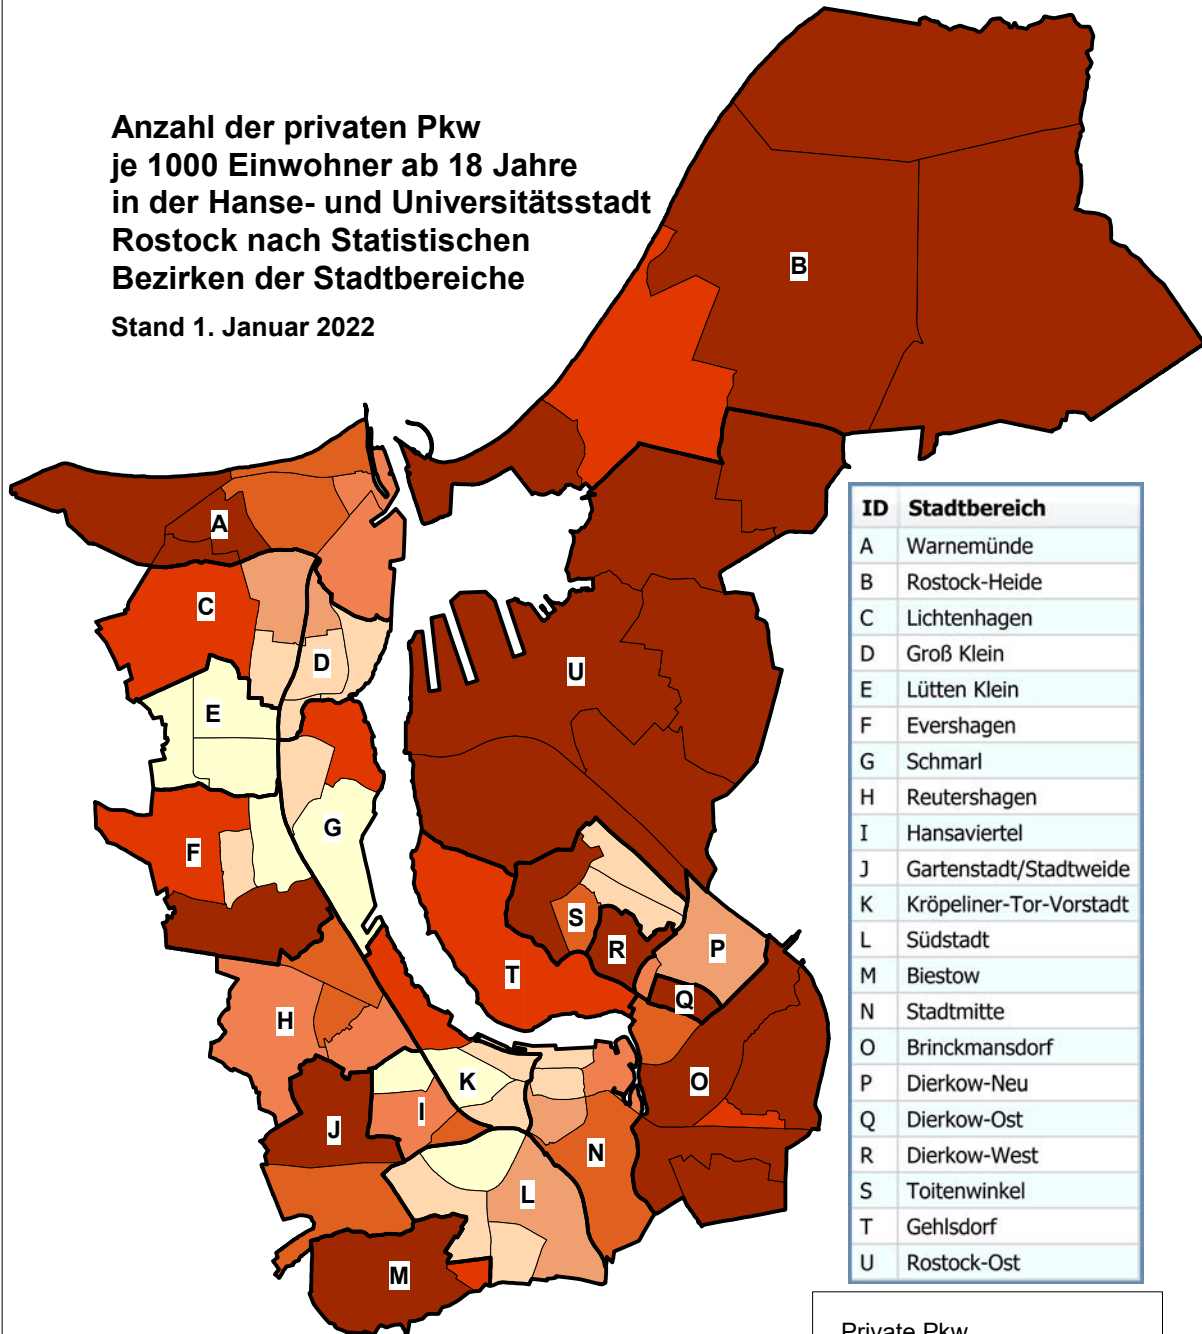 Anzahl der privaten Pkw
je 1000 Einwohner ab 18 Jahre
in der Hanse- und Universitätsstadt
Rostock nach Statistischen
Bezirken der Stadtbereiche
Stand 1. Januar 2022
B
A
C
D
E
U
G
F
S
R
P
T
Q
H
K
O
I
J
N
L
M
ID Stadtbereich
A Warnemünde
B Rostock-Heide
C Lichtenhagen
D Groß Klein
E Lütten Klein
F Evershagen
G Schmarl
H Reutershagen
I Hansaviertel
J Gartenstadt/Stadtweide
K Kröpeliner-Tor-Vorstadt
L Südstadt
M Biestow
N Stadtmitte
O Brinckmansdorf
P Dierkow-Neu
Q Dierkow-Ost
R Dierkow-West
S Toitenwinkel
T Gehlsdorf
U Rostock-Ost
Private Pkw